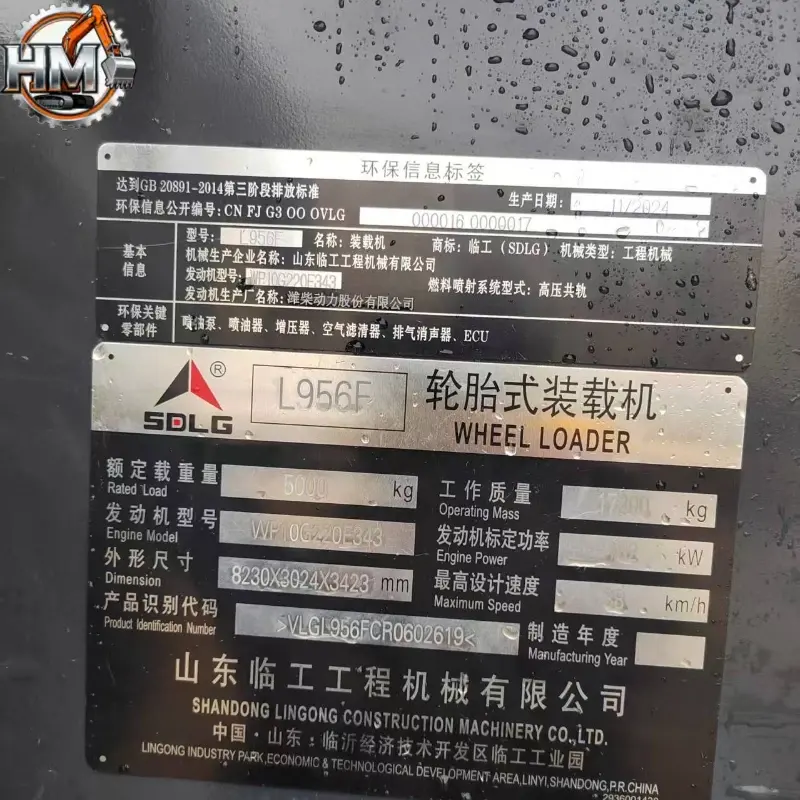 HM
环保信息标签
达到GB 20891-2014第三阶段排放标准
生产日期: 11/2024
环保信息公开编号: CN FJ G3 OO OVLG 000016 0000017
基本信息
型号: L956F 名称: 装载机 商标: 临工 (SDLG) 机械类型: 工程机械
机械生产企业名称: 山东临工工程机械有限公司
发动机型号: WP10G220E343 燃料喷射系统型式: 高压共轨
发动机生产厂名称: 潍柴动力股份有限公司
环保关键零部件
喷油泵、喷油器、增压器、空气滤清器、排气消声器、ECU
SDLG ®
L956F
轮胎式装载机
WHEEL LOADER
额定载重量 5000 kg
Rated Load
工作质量 kg
Operating Mass
发动机型号 WP10G220E343
Engine Model
发动机标定功率 kW
Engine Power
外形尺寸 8230X3024X3423 mm
Dimension
最高设计速度 km/h
Maximum Speed
产品识别代码 >VLGL956FCR0602619<
Product Identification Number
制造年度
Manufacturing Year
山东临工工程机械有限公司
SHANDONG LINGONG CONSTRUCTION MACHINERY CO.,LTD.
中国·山东:临沂经济技术开发区临工工业园
LINGONG INDUSTRY PARK, ECONOMIC & TECHNOLOGICAL DEVELOPMENT AREA, LINYI, SHANDONG, P.R.CHINA